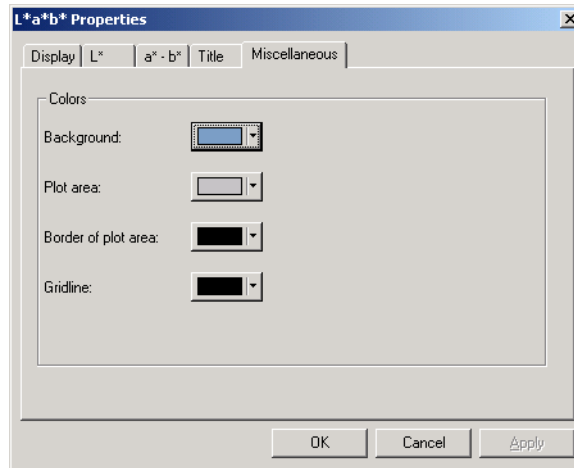 L*a*b* Properties
Display L* a* - b* Title Miscellaneous
Colors
Background:
Plot area:
Border of plot area:
Gridline:
OK Cancel Apply